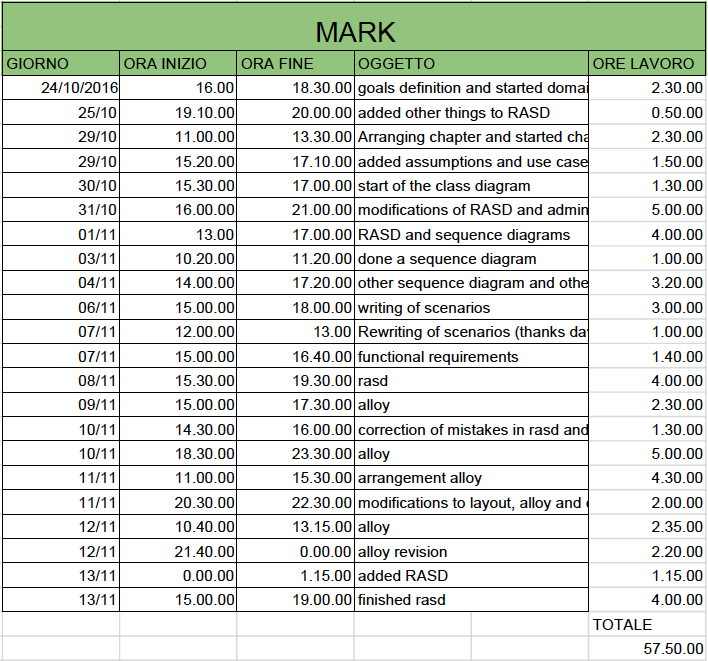 MARK
GIORNO ORA INIZIO ORA FINE OGGETTO ORE LAVORO
24/10/2016 16.00 18.30.00 goals definition and started domai 2.30.00
25/10 19.10.00 20.00.00 added other things to RASD 0.50.00
29/10 11.00.00 13.30.00 Arranging chapter and started cha 2.30.00
29/10 15.20.00 17.10.00 added assumptions and use case 1.50.00
30/10 15.30.00 17.00.00 start of the class diagram 1.30.00
31/10 16.00.00 21.00.00 modifications of RASD and admin 5.00.00
01/11 13.00 17.00.00 RASD and sequence diagrams 4.00.00
03/11 10.20.00 11.20.00 done a sequence diagram 1.00.00
04/11 14.00.00 17.20.00 other sequence diagram and othe 3.20.00
06/11 15.00.00 18.00.00 writing of scenarios 3.00.00
07/11 12.00.00 13.00 Rewriting of scenarios (thanks da 1.00.00
07/11 15.00.00 16.40.00 functional requirements 1.40.00
08/11 15.30.00 19.30.00 rasd 4.00.00
09/11 15.00.00 17.30.00 alloy 2.30.00
10/11 14.30.00 16.00.00 correction of mistakes in rasd and 1.30.00
10/11 18.30.00 23.30.00 alloy 5.00.00
11/11 11.00.00 15.30.00 arrangement alloy 4.30.00
11/11 20.30.00 22.30.00 modifications to layout, alloy and 2.00.00
12/11 10.40.00 13.15.00 alloy 2.35.00
12/11 21.40.00 0.00.00 alloy revision 2.20.00
13/11 0.00.00 1.15.00 added RASD 1.15.00
13/11 15.00.00 19.00.00 finished rasd 4.00.00
TOTALE
57.50.00